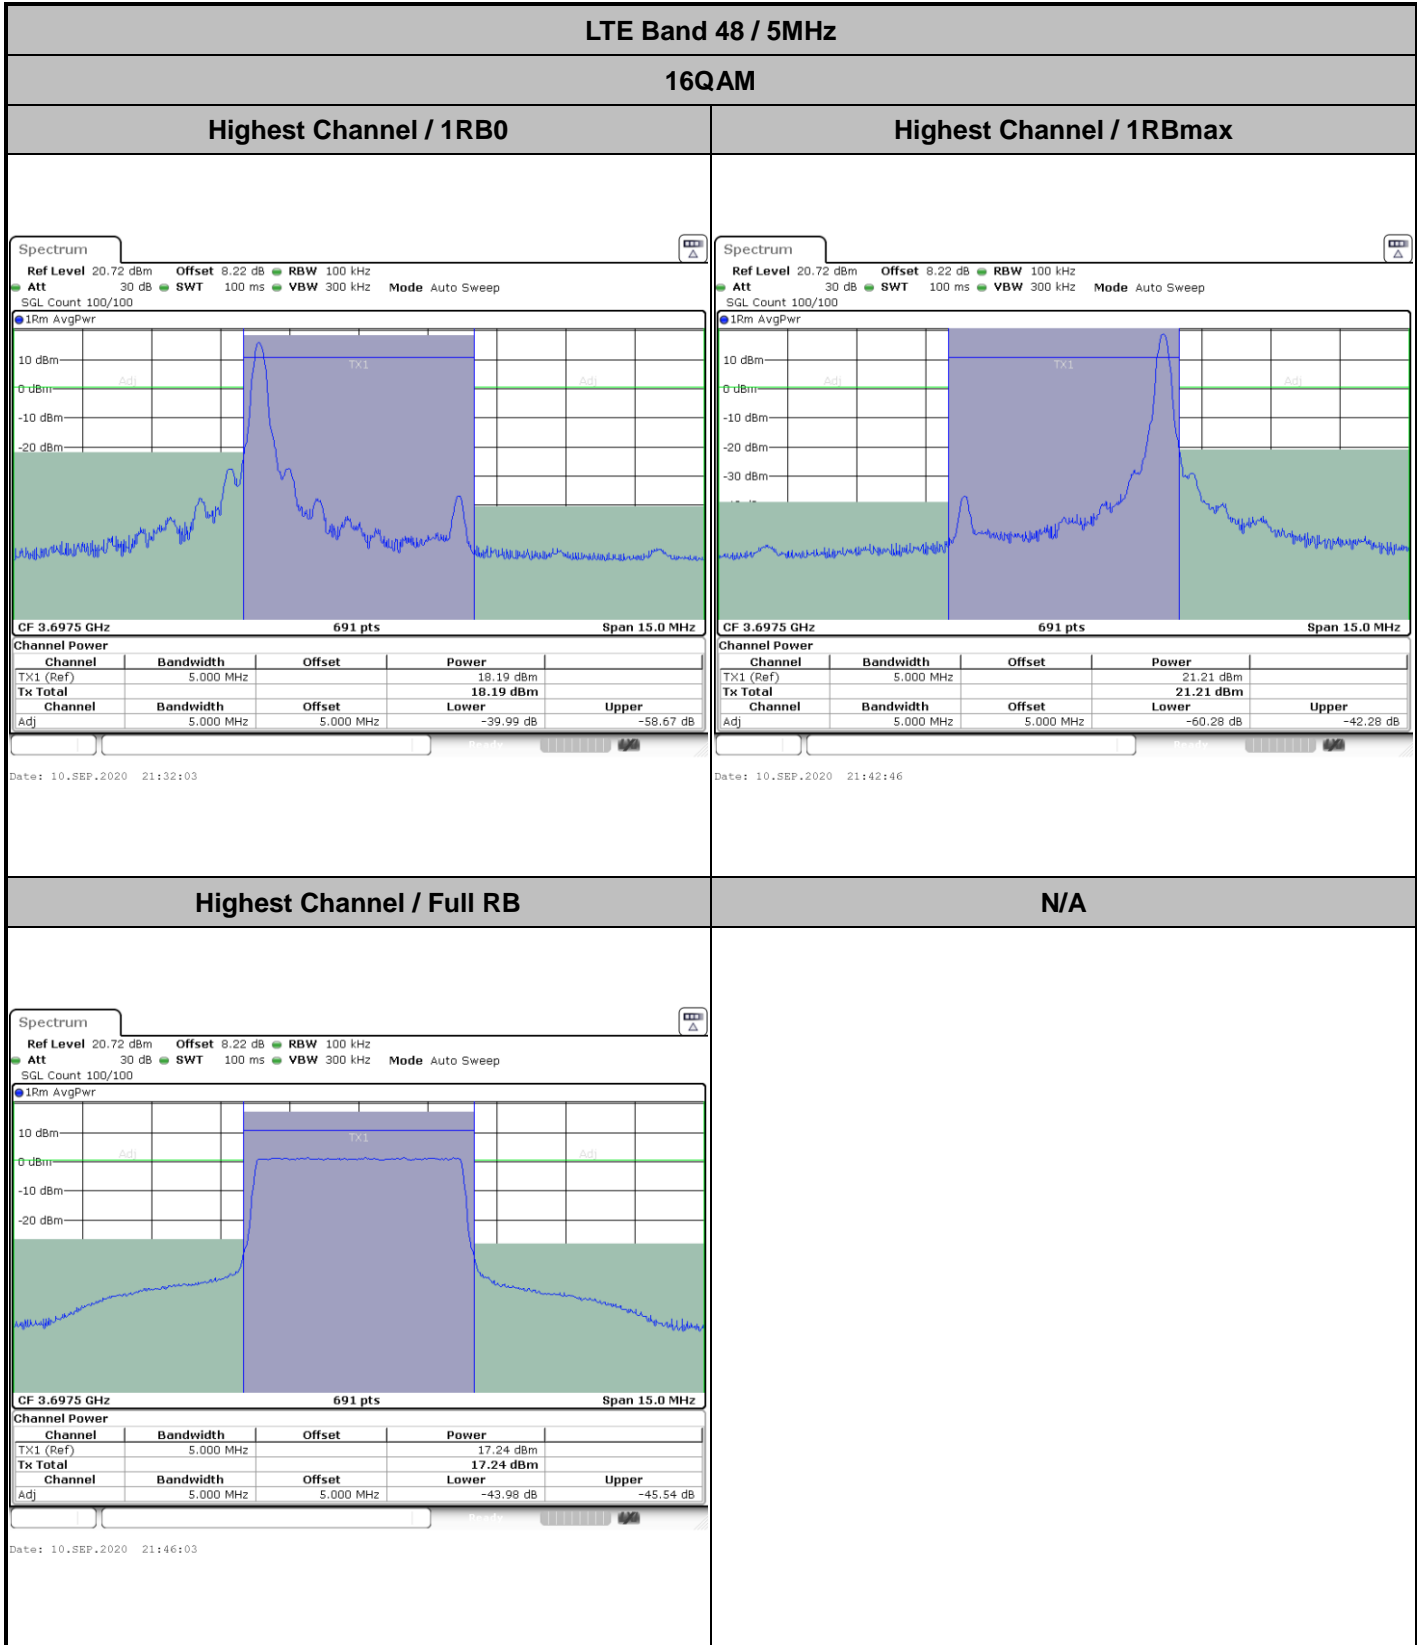 LTE Band 48 / 5MHz
16QAM
Highest Channel / 1RB0
Highest Channel / 1RBmax
Spectrum
Ref Level 20.72 dBm Offset 8.22 dB RBW 100 kHz
Att 30 dB SWT 100 ms VBW 300 kHz Mode Auto Sweep
SGL Count 100/100
1Rm AvgPwr
10 dBm
TX1
Adj
Adj
0 dBm
-10 dBm
-20 dBm
CF 3.6975 GHz 691 pts Span 15.0 MHz
Channel Power
Channel Bandwidth Offset Power
TX1 (Ref) 5.000 MHz 18.19 dBm
Tx Total 18.19 dBm
Channel Bandwidth Offset Lower Upper
Adj 5.000 MHz 5.000 MHz -39.99 dB -58.67 dB
Ready
Date: 10.SEP.2020 21:32:03
Spectrum
Ref Level 20.72 dBm Offset 8.22 dB RBW 100 kHz
Att 30 dB SWT 100 ms VBW 300 kHz Mode Auto Sweep
SGL Count 100/100
1Rm AvgPwr
10 dBm
TX1
Adj
Adj
0 dBm
-10 dBm
-20 dBm
-30 dBm
CF 3.6975 GHz 691 pts Span 15.0 MHz
Channel Power
Channel Bandwidth Offset Power
TX1 (Ref) 5.000 MHz 21.21 dBm
Tx Total 21.21 dBm
Channel Bandwidth Offset Lower Upper
Adj 5.000 MHz 5.000 MHz -60.28 dB -42.28 dB
Ready
Date: 10.SEP.2020 21:42:46
Highest Channel / Full RB
N/A
Spectrum
Ref Level 20.72 dBm Offset 8.22 dB RBW 100 kHz
Att 30 dB SWT 100 ms VBW 300 kHz Mode Auto Sweep
SGL Count 100/100
1Rm AvgPwr
10 dBm
TX1
Adj
Adj
0 dBm
-10 dBm
-20 dBm
CF 3.6975 GHz 691 pts Span 15.0 MHz
Channel Power
Channel Bandwidth Offset Power
TX1 (Ref) 5.000 MHz 17.24 dBm
Tx Total 17.24 dBm
Channel Bandwidth Offset Lower Upper
Adj 5.000 MHz 5.000 MHz -43.98 dB -45.54 dB
Ready
Date: 10.SEP.2020 21:46:03